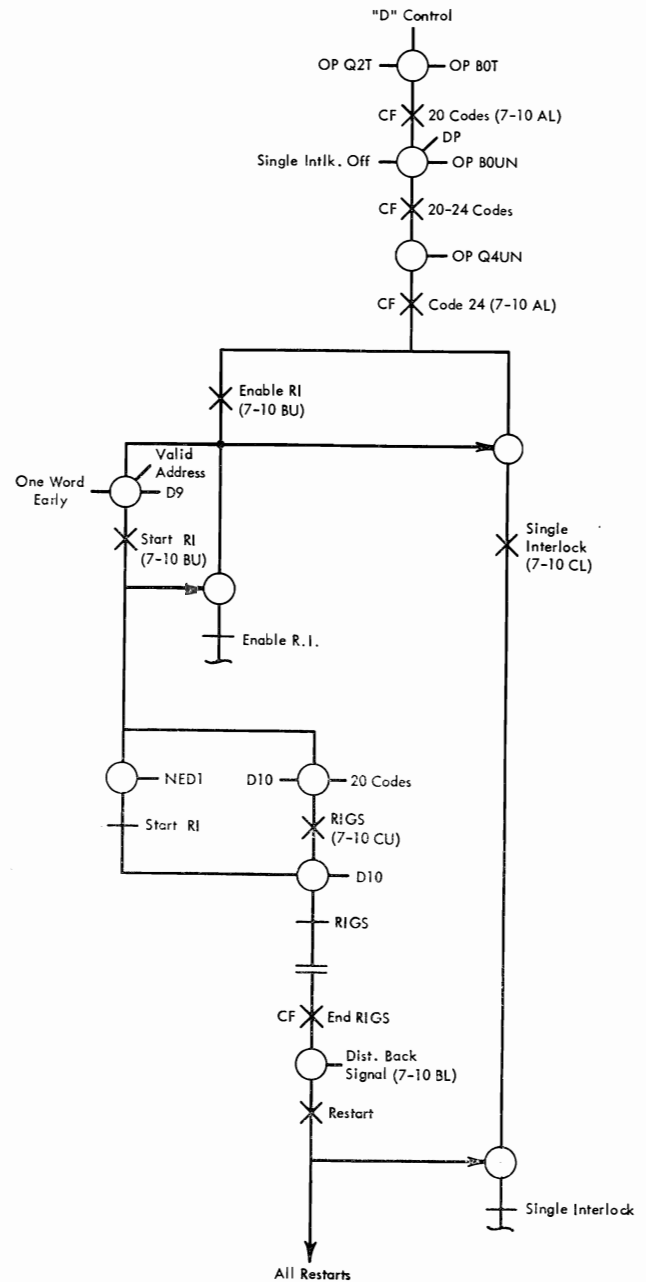 "D" Control
OP Q2T
OP B0T
CF
20 Codes (7-10 AL)
DP
Single Intlk. Off
OP B0UN
CF
20-24 Codes
OP Q4UN
CF
Code 24 (7-10 AL)
Enable RI
(7-10 BU)
Valid
Address
One Word
Early
D9
Start RI
(7-10 BU)
Single
Interlock
(7-10 CL)
Enable R.I.
NED1
D10
20 Codes
Start RI
RIGS
(7-10 CU)
D10
RIGS
CF
End RIGS
Dist. Back
Signal (7-10 BL)
Restart
Single Interlock
All Restarts